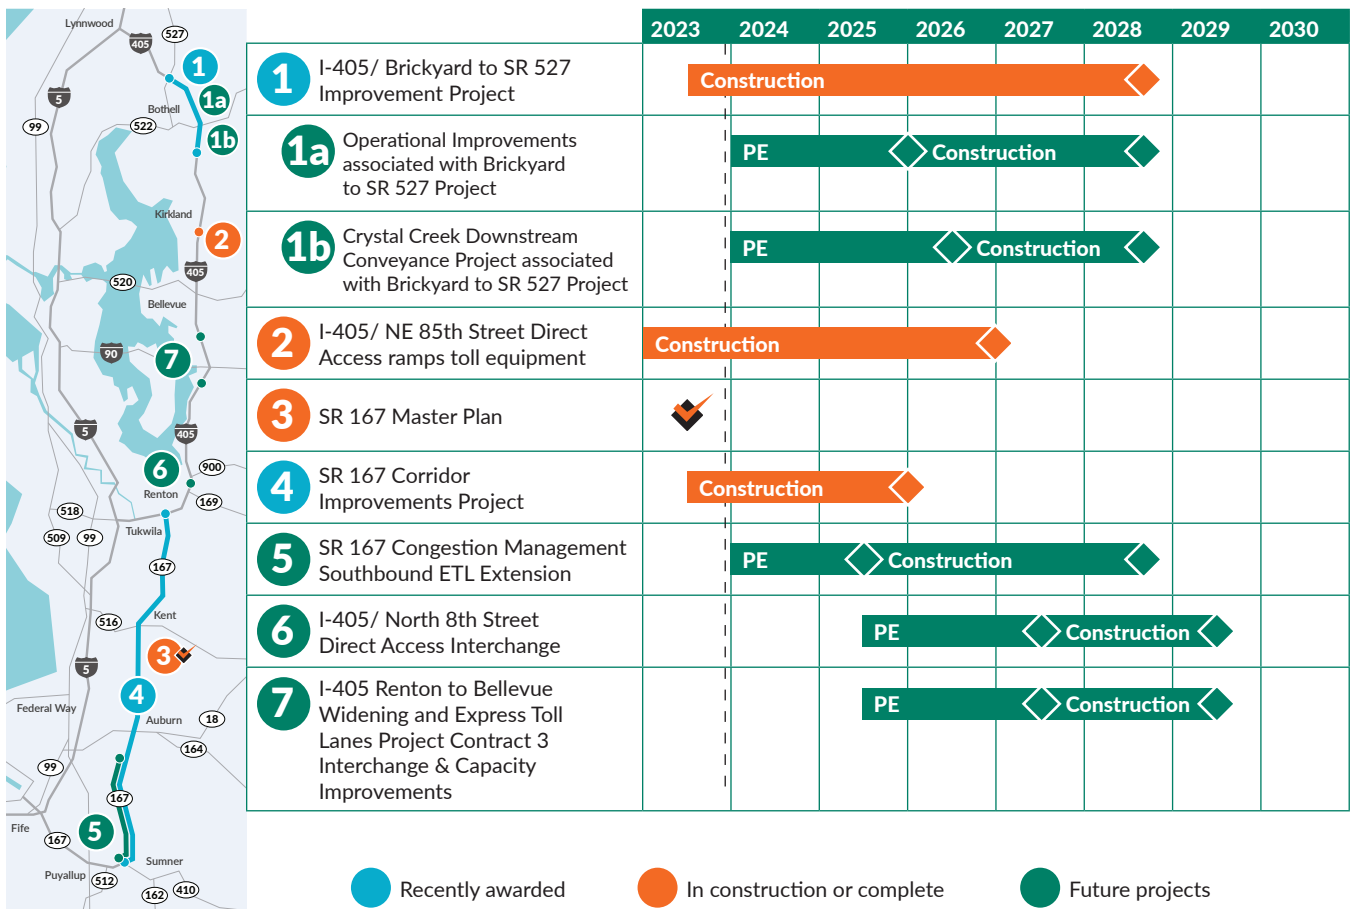 Lynnwood
527
405
1
5
1a
Bothell
99
522
1b
Kirkland
2
405
520
Bellevue
90
7
5
405
6
900
Renton
169
518
Tukwila
509
99
167
Kent
516
3
5
4
Federal Way
Auburn
18
164
99
167
Fife
5
167
Sumner
Puyallup
512
162
410
2023 2024 2025 2026 2027 2028 2029 2030
1
I-405/ Brickyard to SR 527
Improvement Project
Construction
1a
Operational Improvements
associated with Brickyard
to SR 527 Project
PE
Construction
1b
Crystal Creek Downstream
Conveyance Project associated
with Brickyard to SR 527 Project
PE
Construction
2
I-405/ NE 85th Street Direct
Access ramps toll equipment
Construction
3
SR 167 Master Plan
4
SR 167 Corridor
Improvements Project
Construction
5
SR 167 Congestion Management
Southbound ETL Extension
PE
Construction
6
I-405/ North 8th Street
Direct Access Interchange
PE
Construction
7
I-405 Renton to Bellevue
Widening and Express Toll
Lanes Project Contract 3
Interchange & Capacity
Improvements
PE
Construction
Recently awarded
In construction or complete
Future projects